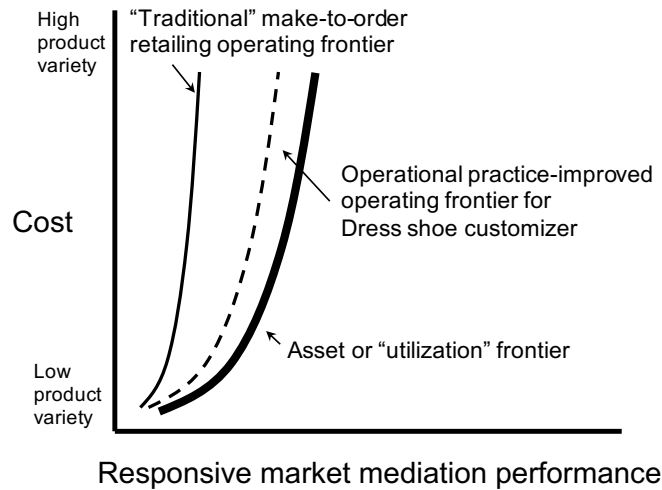 High
product
variety
“Traditional” make-to-order
retailing operating frontier
Operational practice-improved
operating frontier for
Dress shoe customizer
Cost
Asset or “utilization” frontier
Low
product
variety
Responsive market mediation performance